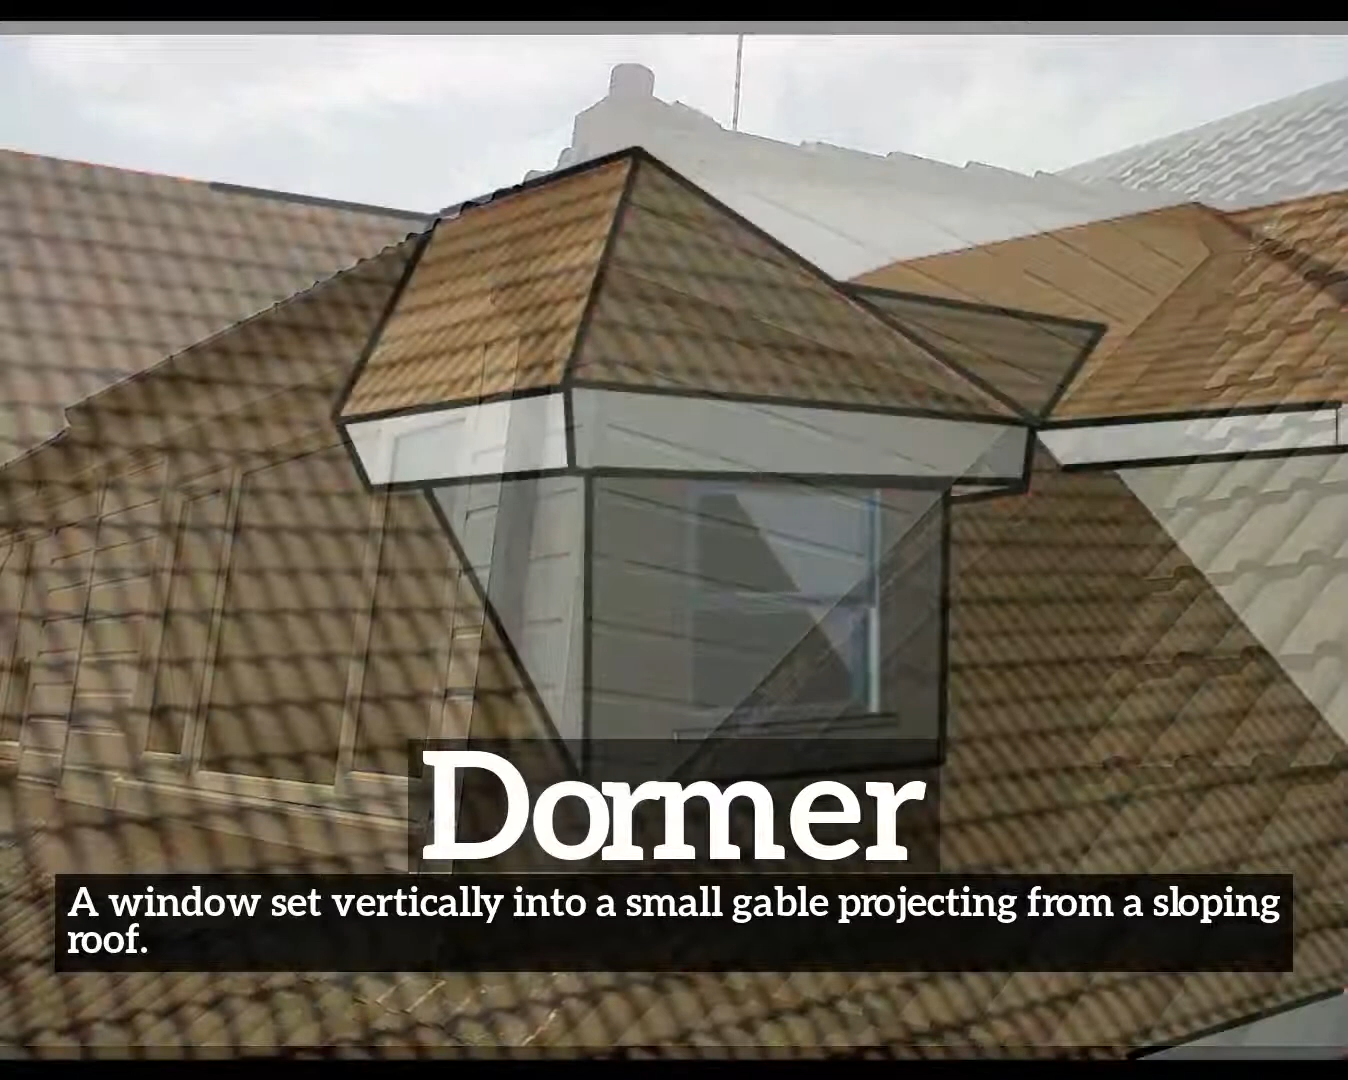 Dormer
A window set vertically into a small gable projecting from a sloping
roof.